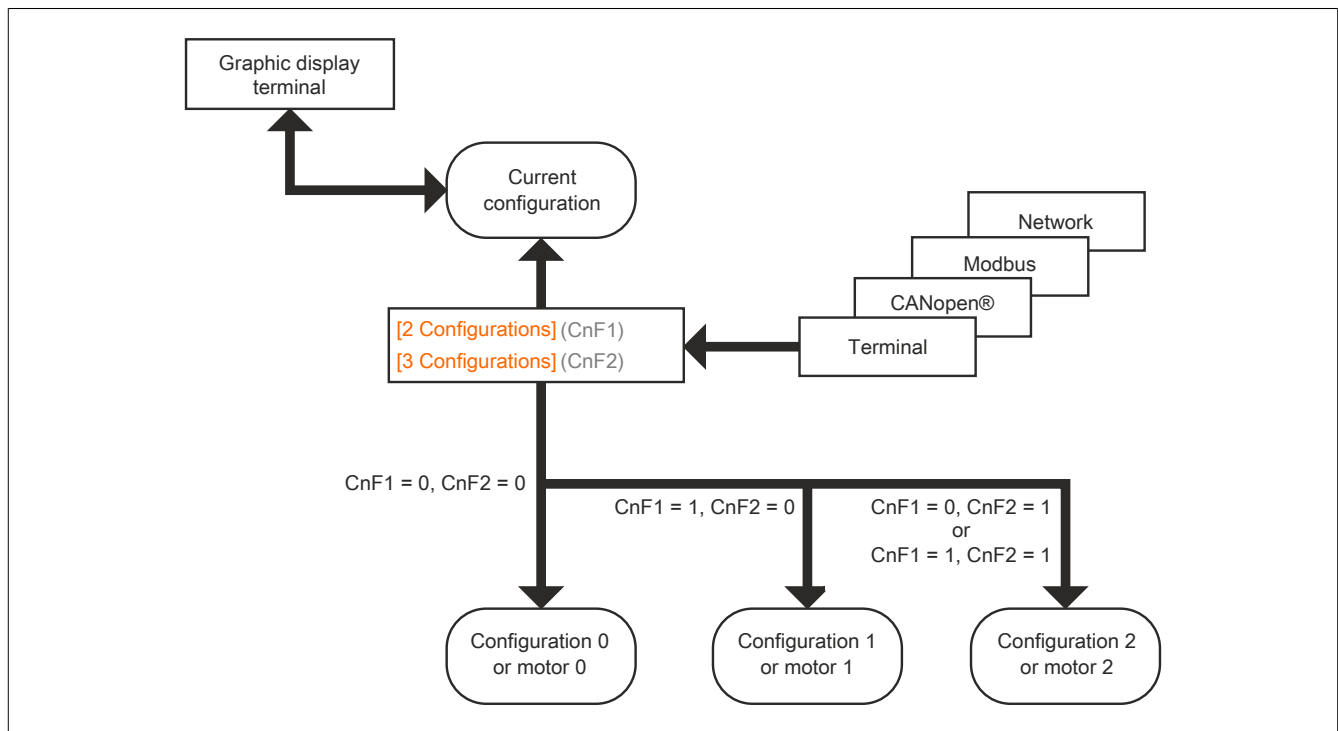 Graphic display
terminal
Current
configuration
Network
Modbus
CANopen®
Terminal
[2 Configurations] (CnF1)
[3 Configurations] (CnF2)
CnF1 = 0, CnF2 = 0
CnF1 = 1, CnF2 = 0
CnF1 = 0, CnF2 = 1
or
CnF1 = 1, CnF2 = 1
Configuration 0
or motor 0
Configuration 1
or motor 1
Configuration 2
or motor 2